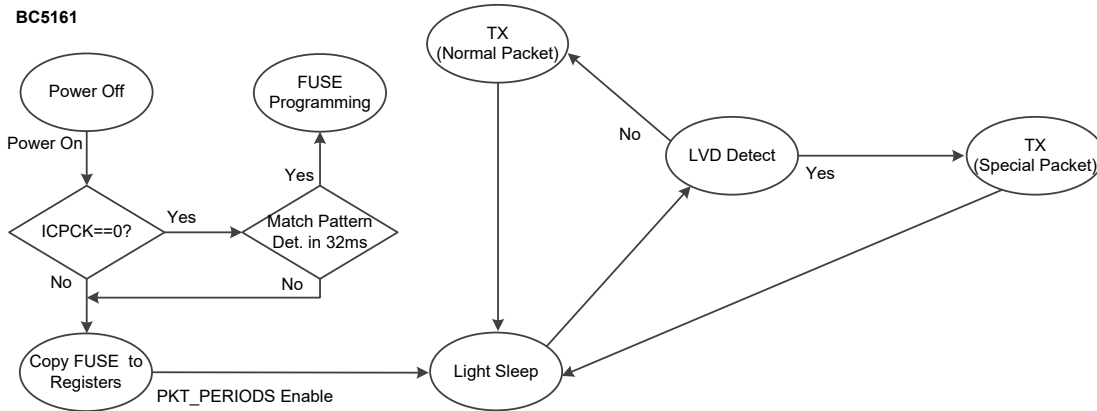 BC5161
Power Off
Power On
ICPCK==0?
Yes
No
FUSE
Programming
Yes
Match Pattern
Det. in 32ms
No
Copy FUSE to
Registers
PKT_PERIODS Enable
TX
(Normal Packet)
No
LVD Detect
Yes
TX
(Special Packet)
Light Sleep